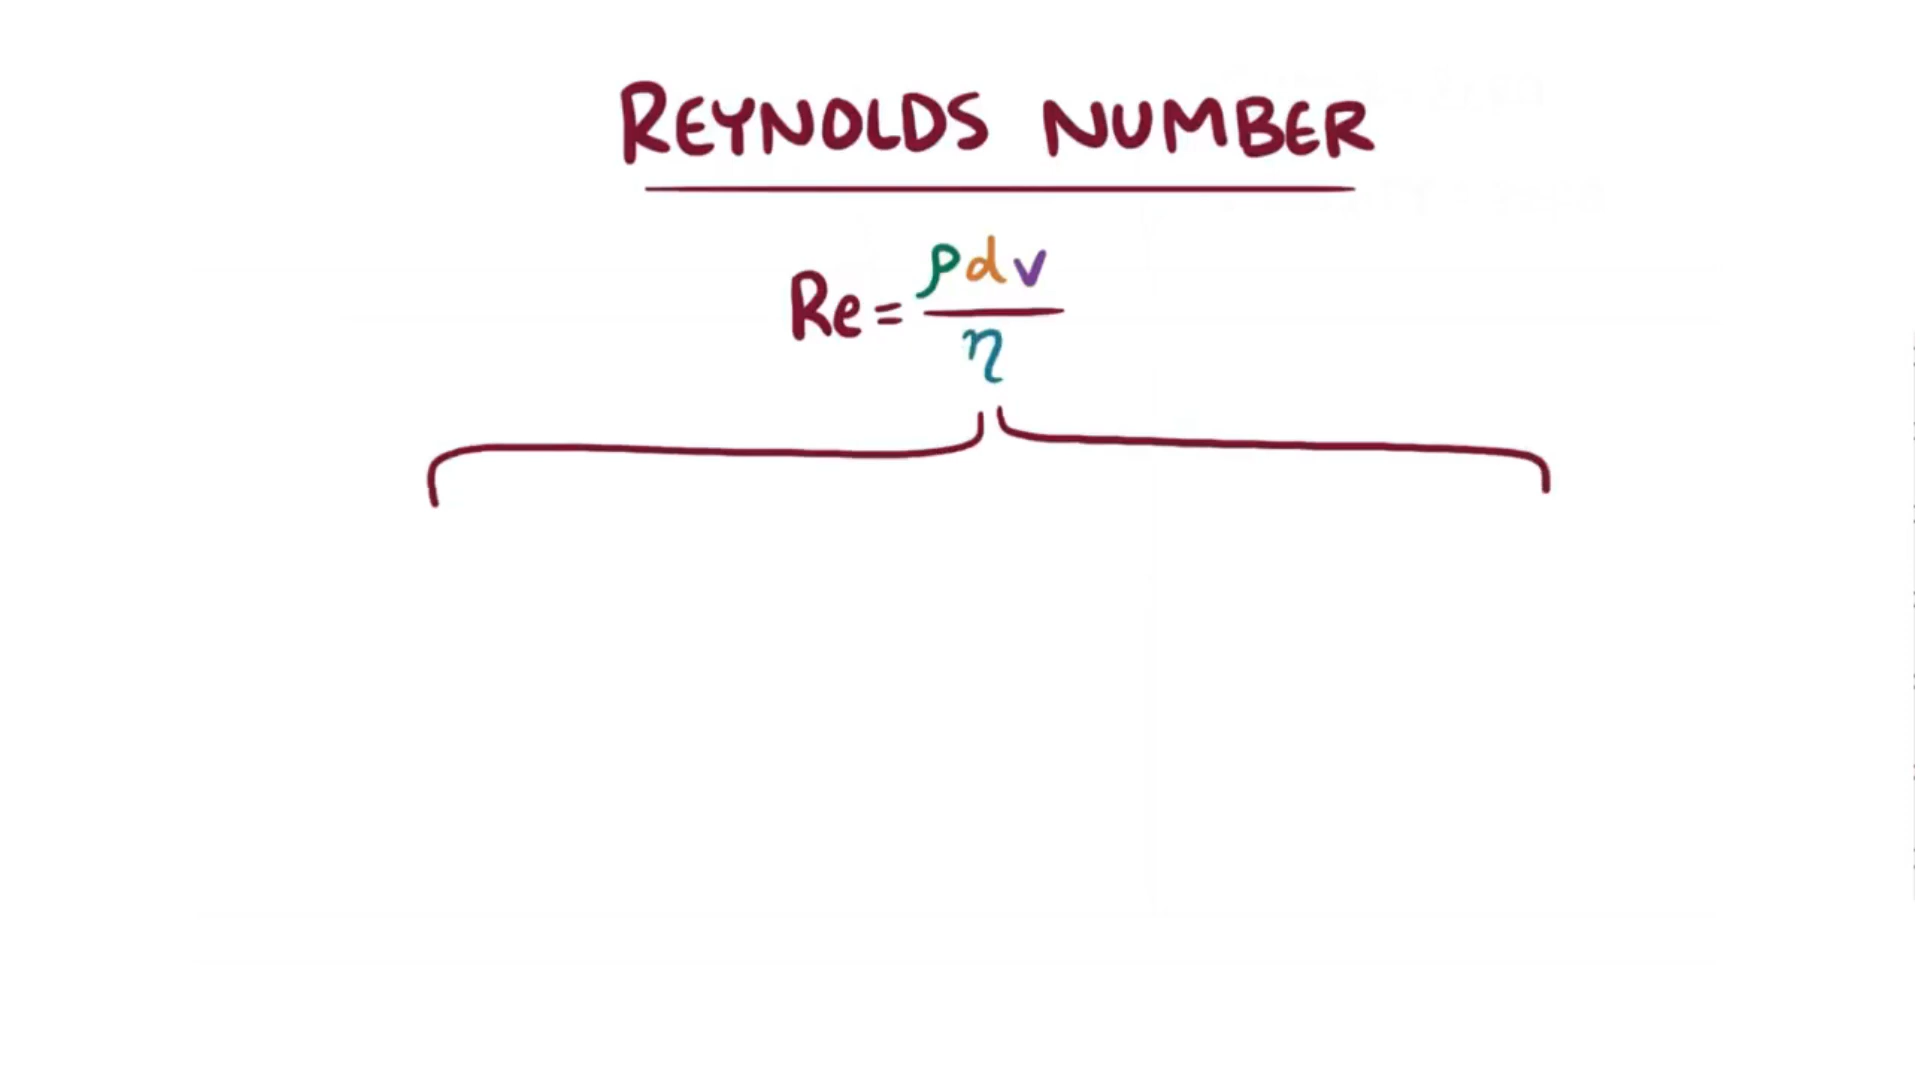 REYNOLDS NUMBER
Re = ρdv/η